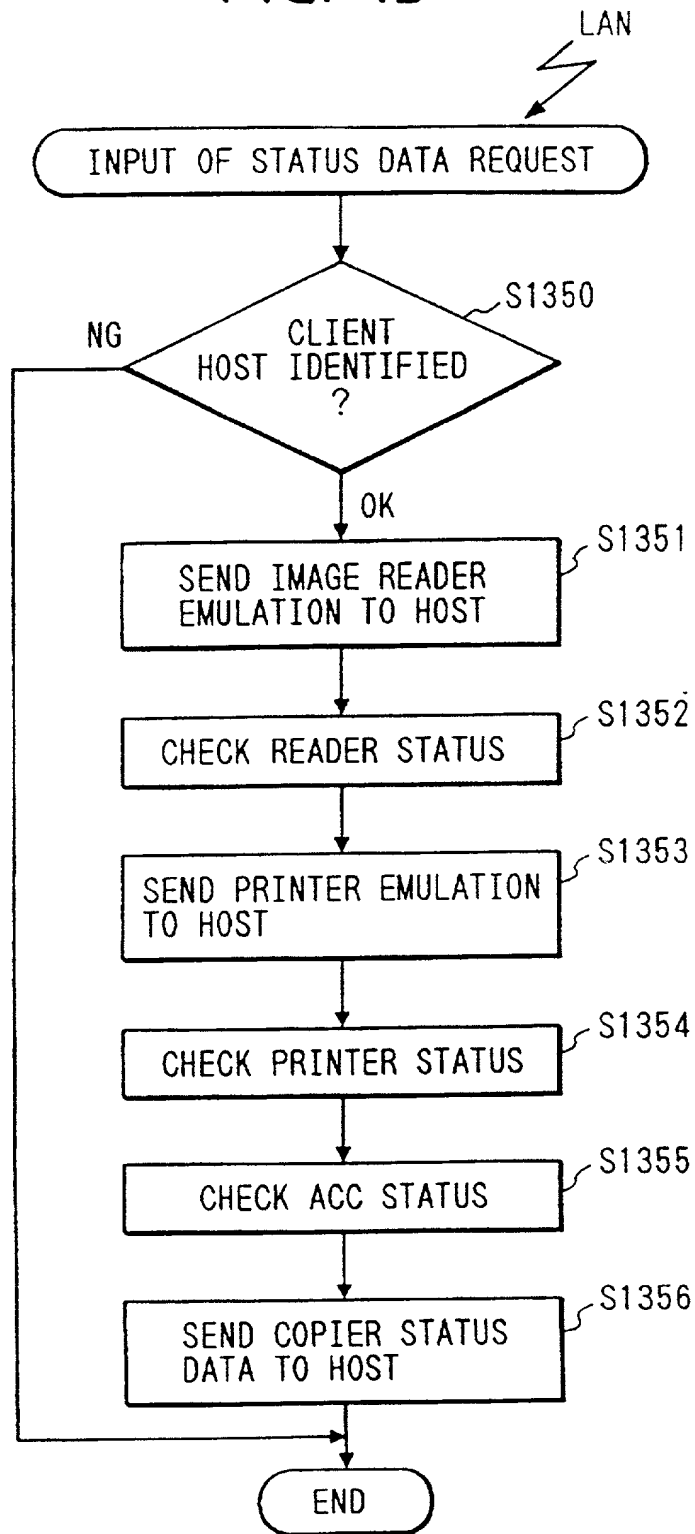 LAN
INPUT OF STATUS DATA REQUEST
S1350
NG
CLIENT
HOST IDENTIFIED
?
OK
S1351
SEND IMAGE READER
EMULATION TO HOST
S1352
CHECK READER STATUS
S1353
SEND PRINTER EMULATION
TO HOST
S1354
CHECK PRINTER STATUS
S1355
CHECK ACC STATUS
S1356
SEND COPIER STATUS
DATA TO HOST
END